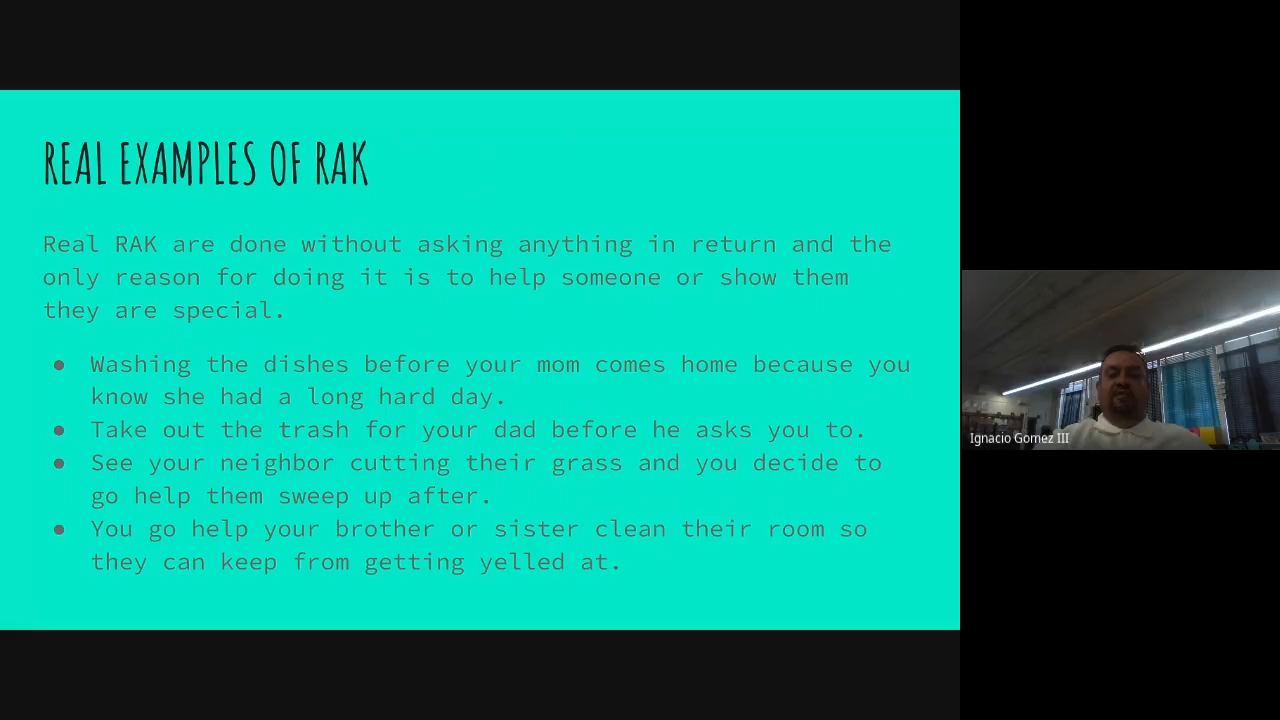 REAL EXAMPLES OF RAK
Real RAK are done without asking anything in return and the
only reason for doing it is to help someone or show them
they are special.
● Washing the dishes before your mom comes home because you
know she had a long hard day.
● Take out the trash for your dad before he asks you to.
● See your neighbor cutting their grass and you decide to
go help them sweep up after.
● You go help your brother or sister clean their room so
they can keep from getting yelled at.
Ignacio Gomez III